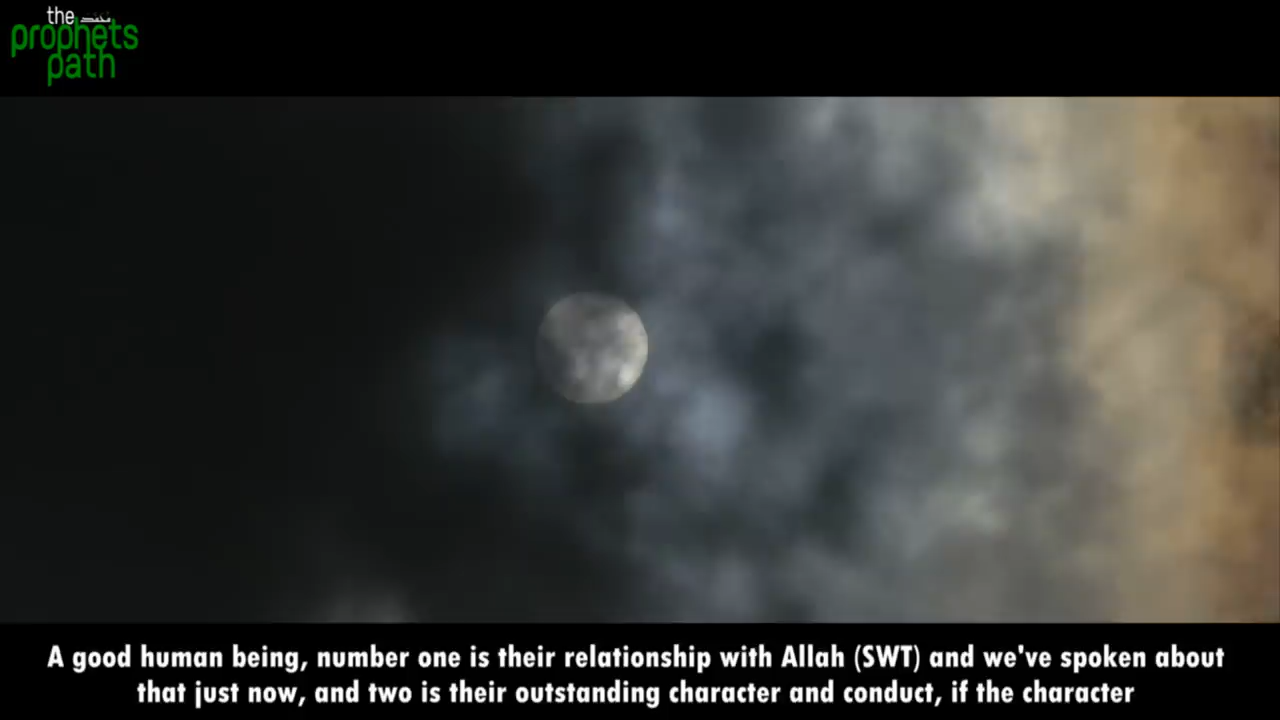 the
prophets
path
A good human being, number one is their relationship with Allah (SWT) and we've spoken about
that just now, and two is their outstanding character and conduct, if the character